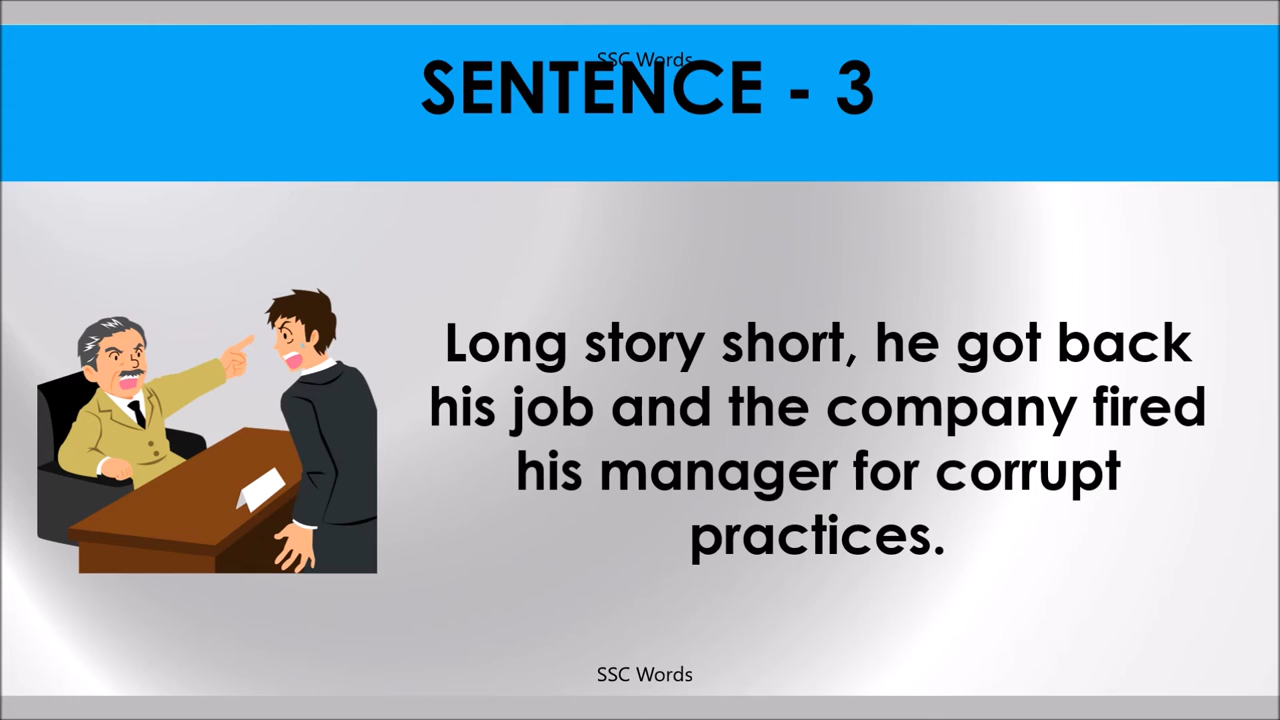 SSC Words
SENTENCE - 3
Long story short, he got back
his job and the company fired
his manager for corrupt
practices.
SSC Words